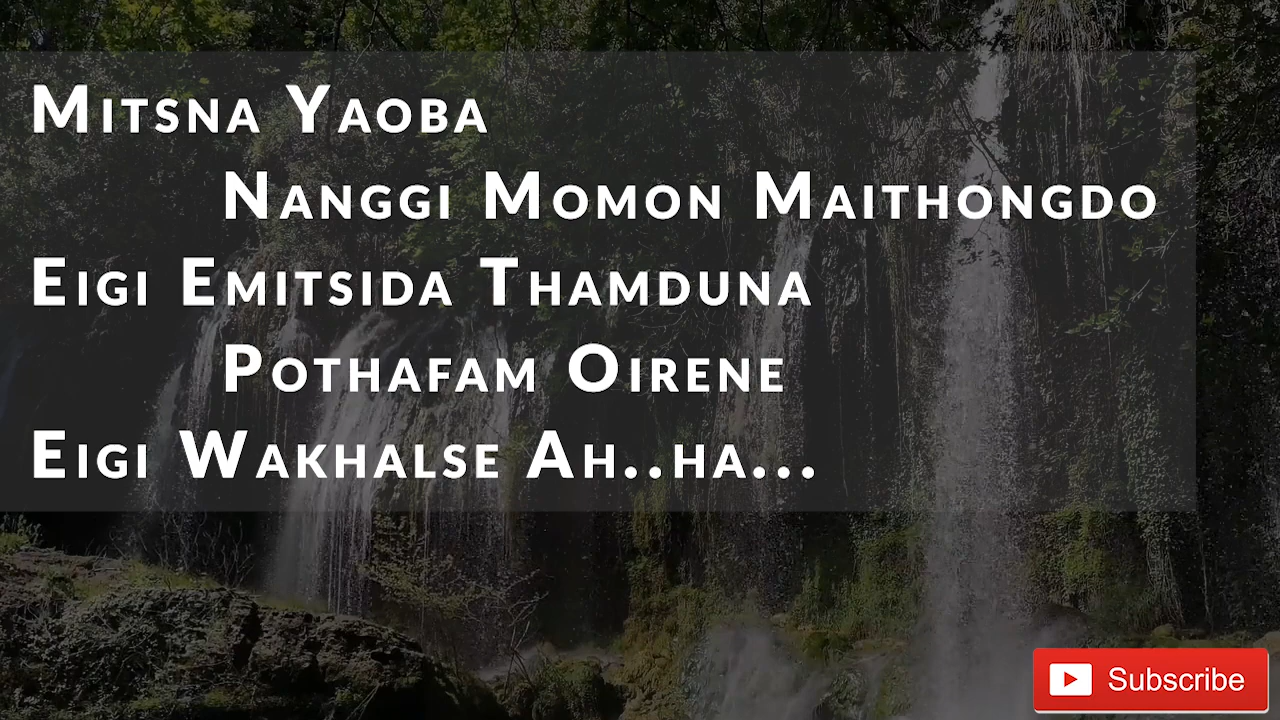 Mitsna Yaoba
Nanggi Momon Maithongdo
Eigi Emitsida Thamduna
Pothafam Oirene
Eigi Wakhalse Ah..ha...
Subscribe